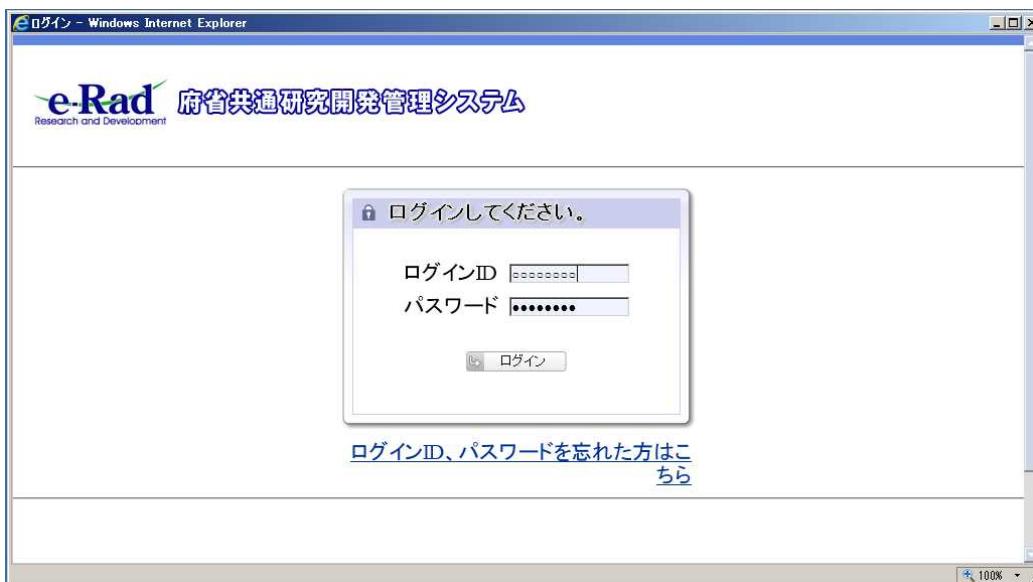 ログイン - Windows Internet Explorer
e-Rad 府省共通研究開発管理システム
Research and Development
ログインしてください。
ログインID
パスワード ••••••••
ログイン
ログインID、パスワードを忘れた方はこ
ちら
100%